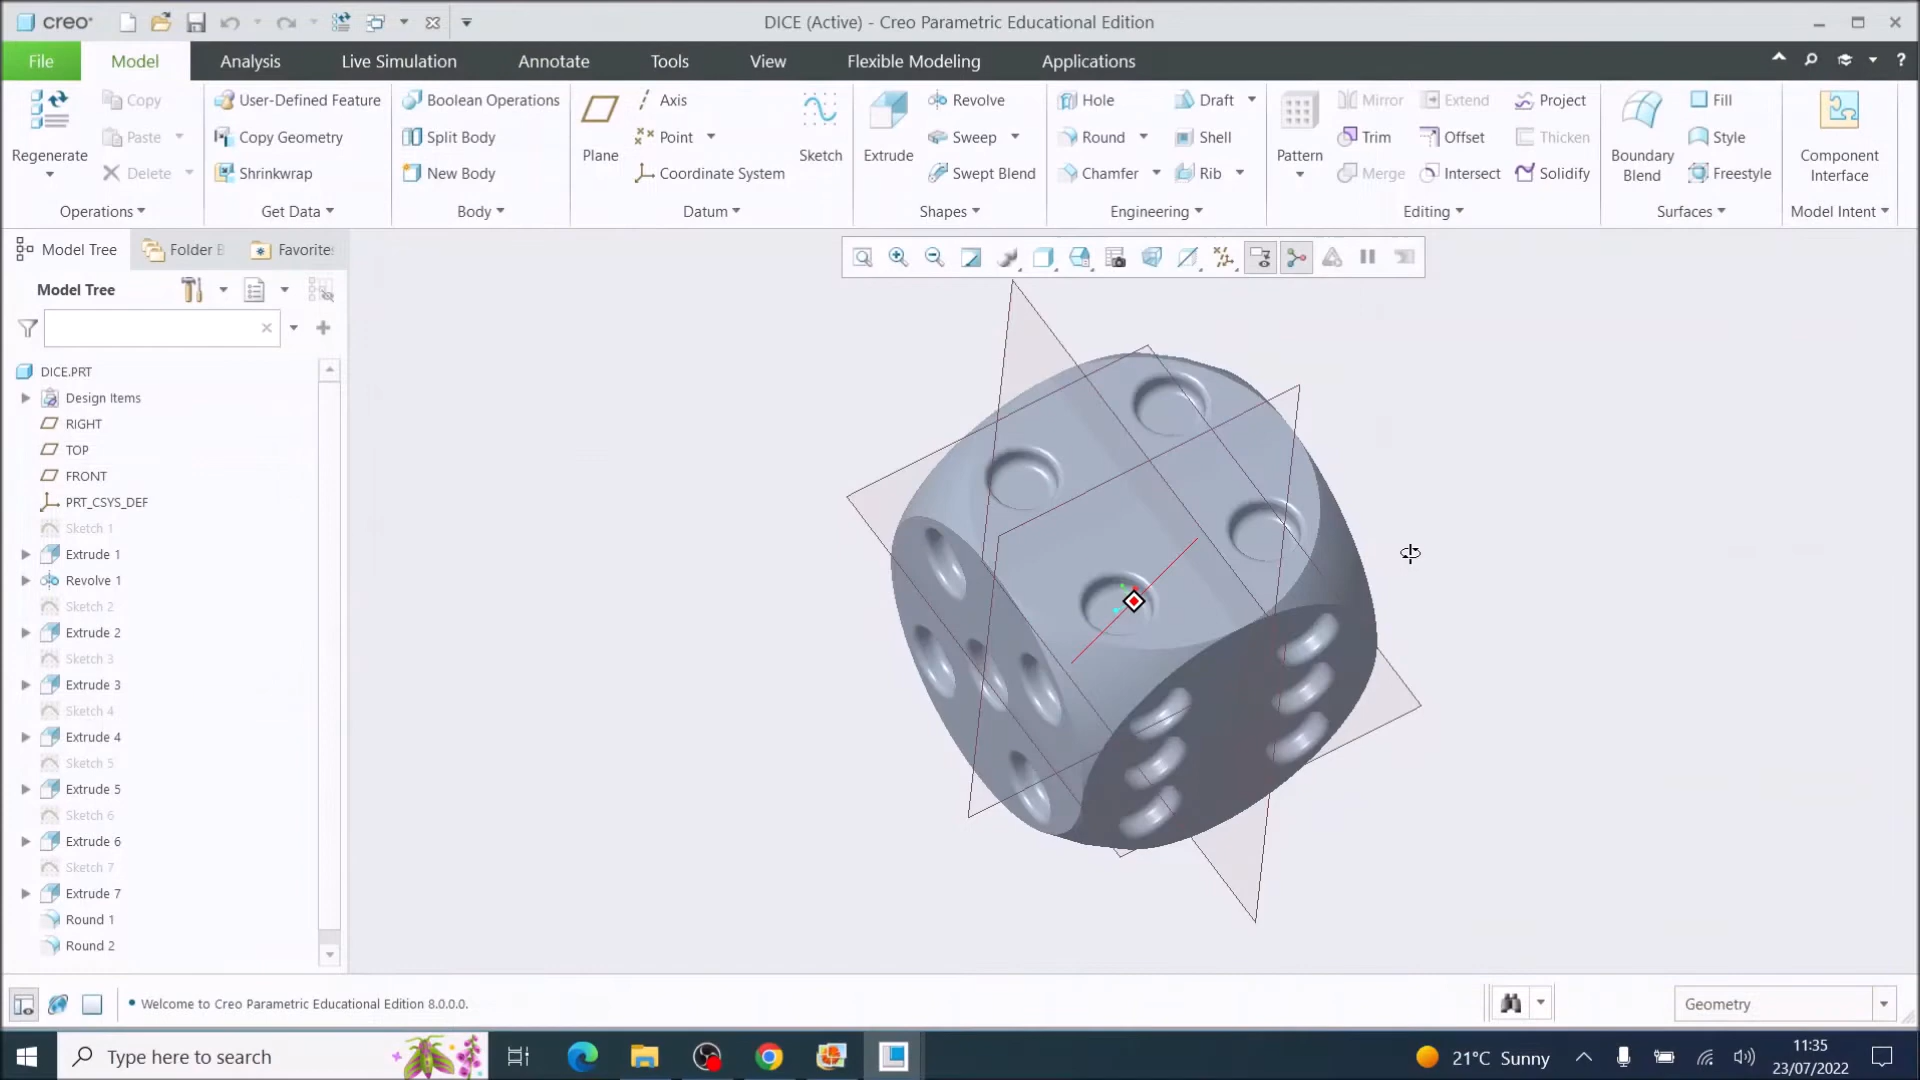 creo®
DICE (Active) - Creo Parametric Educational Edition
File Model Analysis Live Simulation Annotate Tools View Flexible Modeling Applications
Regenerate
Copy
Paste
Delete
Operations
User-Defined Feature
Copy Geometry
Shrinkwrap
Get Data
Boolean Operations
Split Body
New Body
Body
Plane
Axis
Point
Coordinate System
Sketch
Datum
Extrude
Revolve
Sweep
Swept Blend
Shapes
Hole
Round
Chamfer
Draft
Shell
Rib
Engineering
Pattern
Mirror
Trim
Merge
Extend
Offset
Intersect
Project
Thicken
Solidify
Editing
Boundary
Blend
Fill
Style
Freestyle
Surfaces
Component
Interface
Model Intent
Model Tree
Folder B
Favorite
Model Tree
DICE.PRT
Design Items
RIGHT
TOP
FRONT
PRT_CSYS_DEF
Sketch 1
Extrude 1
Revolve 1
Sketch 2
Extrude 2
Sketch 3
Extrude 3
Sketch 4
Extrude 4
Sketch 5
Extrude 5
Sketch 6
Extrude 6
Sketch 7
Extrude 7
Round 1
Round 2
• Welcome to Creo Parametric Educational Edition 8.0.0.0.
Geometry
Type here to search
21°C Sunny
11:35
23/07/2022